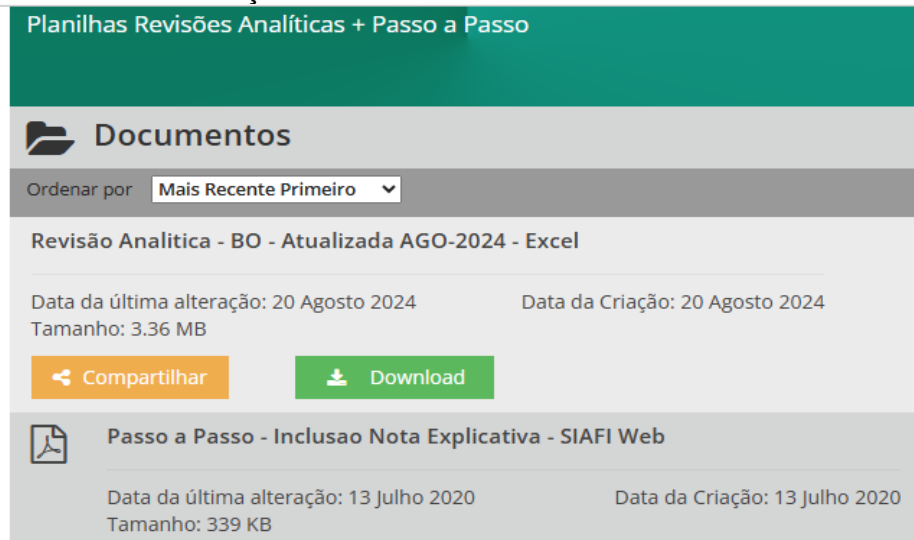 Planilhas Revisões Analíticas + Passo a Passo
Documentos
Ordenar por Mais Recente Primeiro
Revisão Analitica - BO - Atualizada AGO-2024 - Excel
Data da última alteração: 20 Agosto 2024 Data da Criação: 20 Agosto 2024
Tamanho: 3.36 MB
Compartilhar Download
Passo a Passo - Inclusao Nota Explicativa - SIAFI Web
Data da última alteração: 13 Julho 2020 Data da Criação: 13 Julho 2020
Tamanho: 339 KB